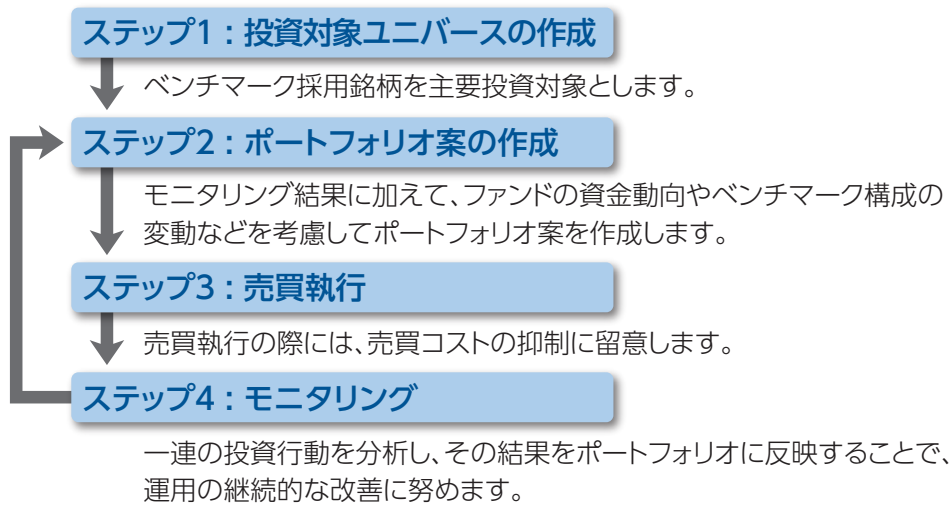 ステップ1：投資対象ユニバースの作成
ベンチマーク採用銘柄を主要投資対象とします。
ステップ2：ポートフォリオ案の作成
モニタリング結果に加えて、ファンドの資金動向やベンチマーク構成の
変動などを考慮してポートフォリオ案を作成します。
ステップ3：売買執行
売買執行の際には、売買コストの抑制に留意します。
ステップ4：モニタリング
一連の投資行動を分析し、その結果をポートフォリオに反映することで、
運用の継続的な改善に努めます。